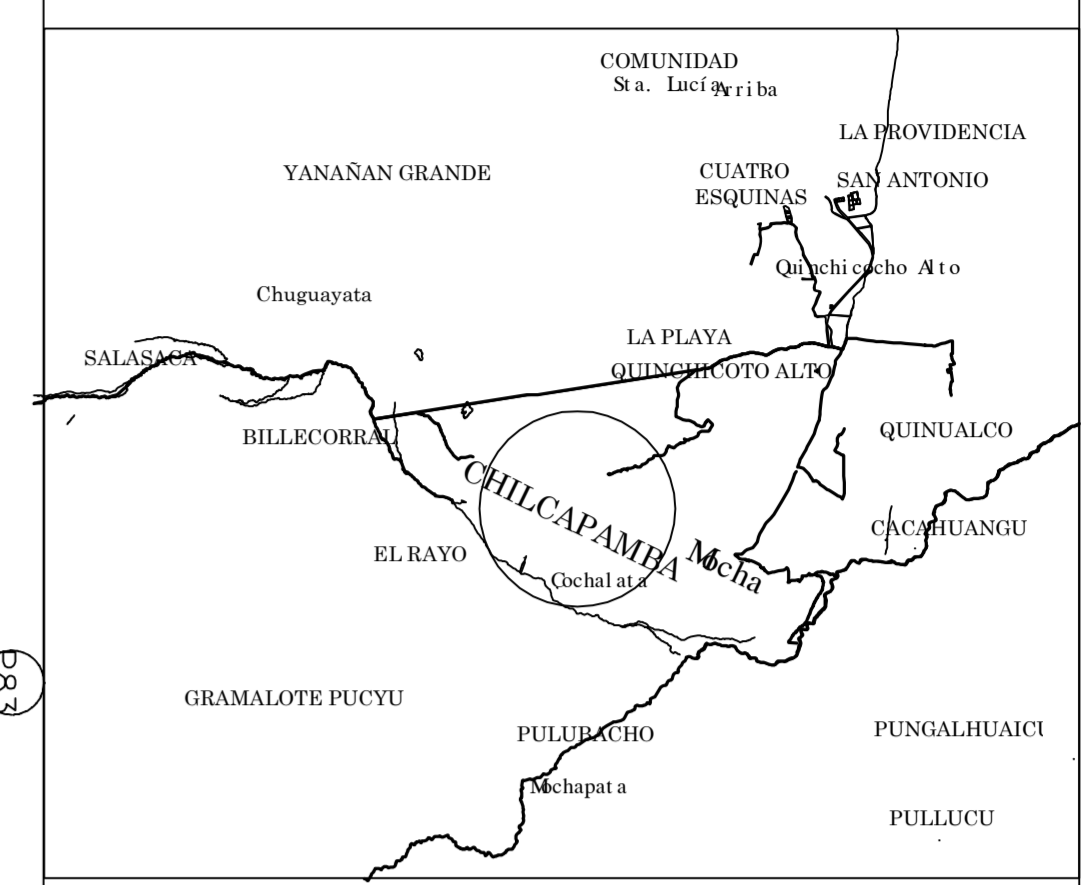 COMUNIDAD
Sta. Lucía Arriba
LA PROVIDENCIA
YANAÑAN GRANDE
CUATRO
ESQUINAS
SAN ANTONIO
Quinchicocho Alto
Chuguayata
LA PLAYA
SALASACA
QUINCHICOTO ALTO
BILLECORRAL
QUINUALCO
CHILCAPAMBA
Mocha
CACAHUANGU
EL RAYO
Cochalata
GRAMALOTE PUCYU
PULUBACHO
PUNGALHUAICU
Mochapata
PULLUCU